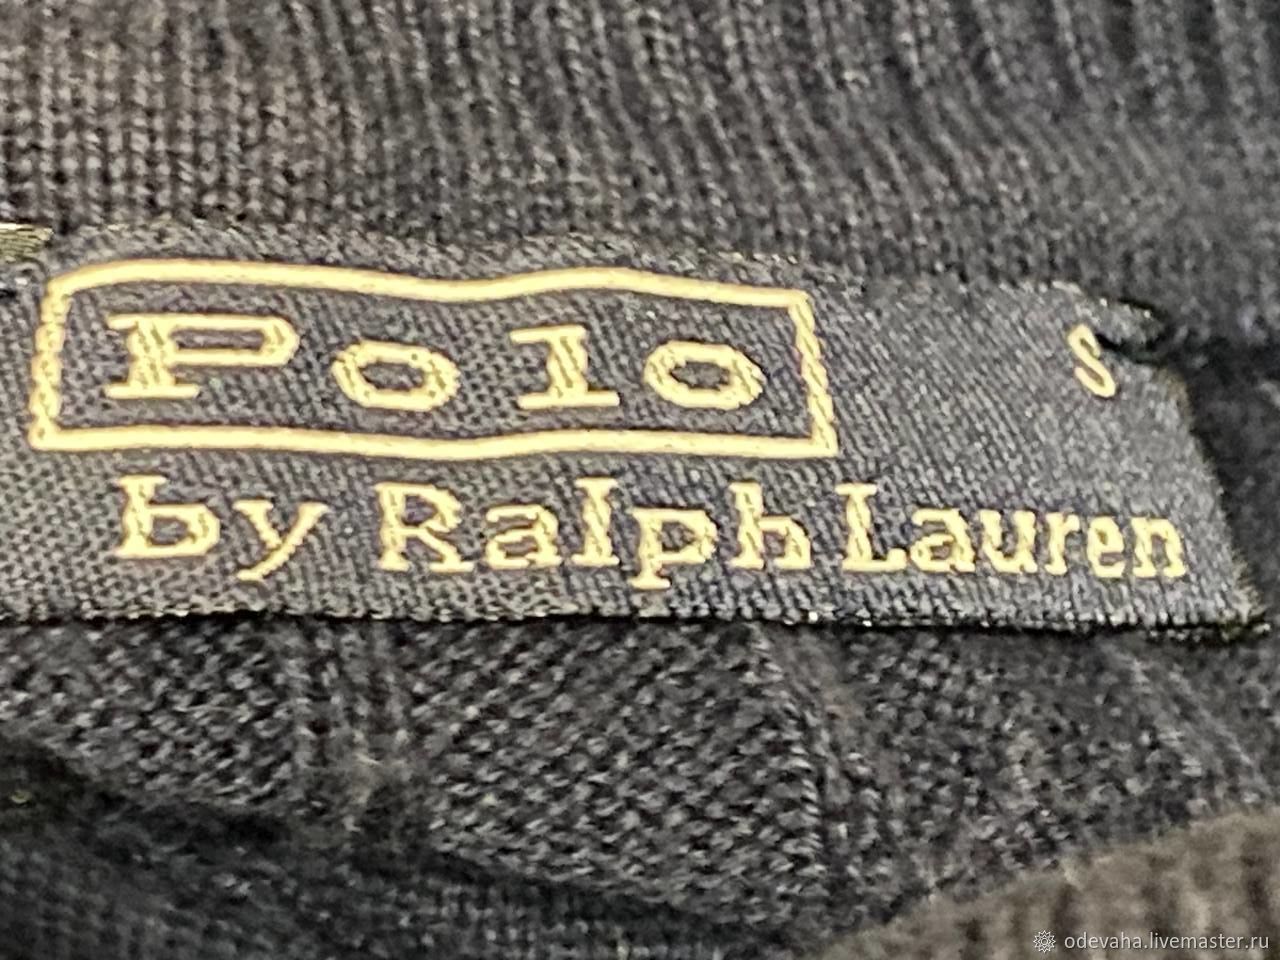 Polo
S
by Ralph Lauren
odevaha.livemaster.ru